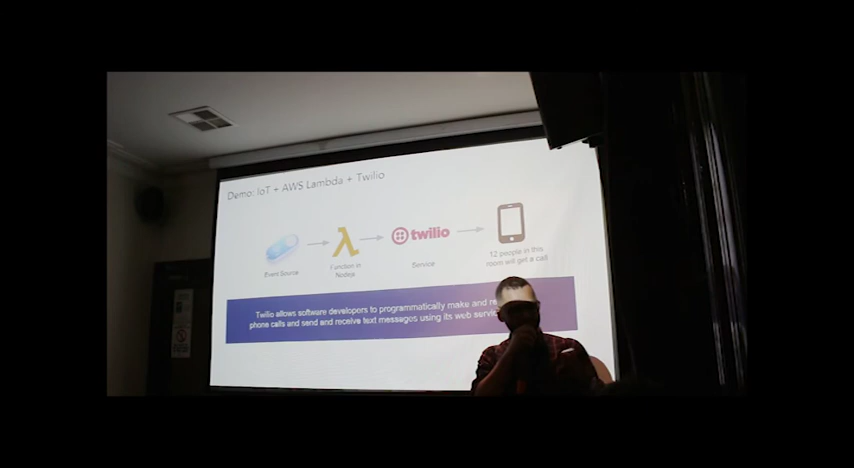 Demo: IoT + AWS Lambda + Twilio
twilio
Event Source
Function in
Nodejs
Service
12 people in this
room will get a call
Twilio allows software developers to programmatically make and
phone calls and send and receive text messages using its web